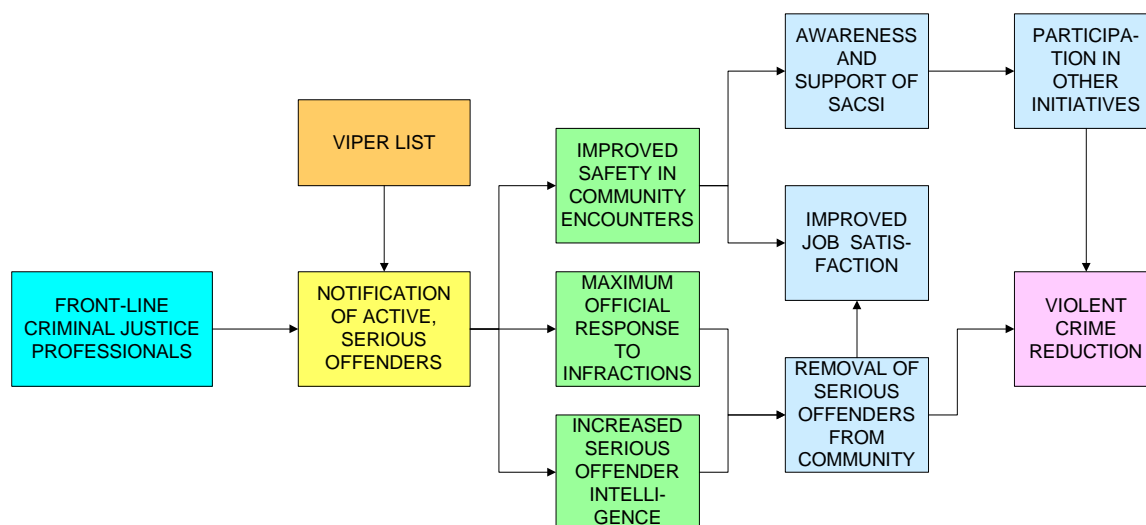 FRONT-LINE
CRIMINAL JUSTICE
PROFESSIONALS
VIPER LIST
NOTIFICATION
OF ACTIVE,
SERIOUS
OFFENDERS
IMPROVED
SAFETY IN
COMMUNITY
ENCOUNTERS
MAXIMUM
OFFICIAL
RESPONSE
TO
INFRACTIONS
INCREASED
SERIOUS
OFFENDER
INTELLI-
GENCE
AWARENESS
AND
SUPPORT OF
SACSI
IMPROVED
JOB SATIS-
FACTION
REMOVAL OF
SERIOUS
OFFENDERS
FROM
COMMUNITY
PARTICIPA-
TION IN
OTHER
INITIATIVES
VIOLENT
CRIME
REDUCTION